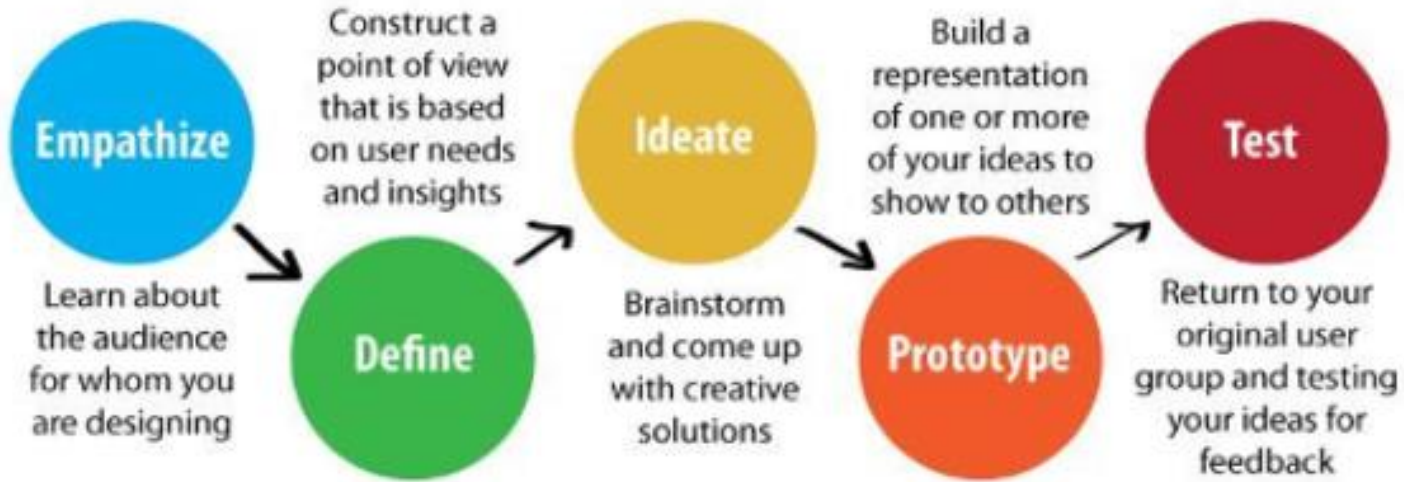 Empathize
Learn about
the audience
for whom you
are designing
Construct a
point of view
that is based
on user needs
and insights
Define
Ideate
Brainstorm
and come up
with creative
solutions
Build a
representation
of one or more
of your ideas to
show to others
Prototype
Test
Return to your
original user
group and testing
your ideas for
feedback